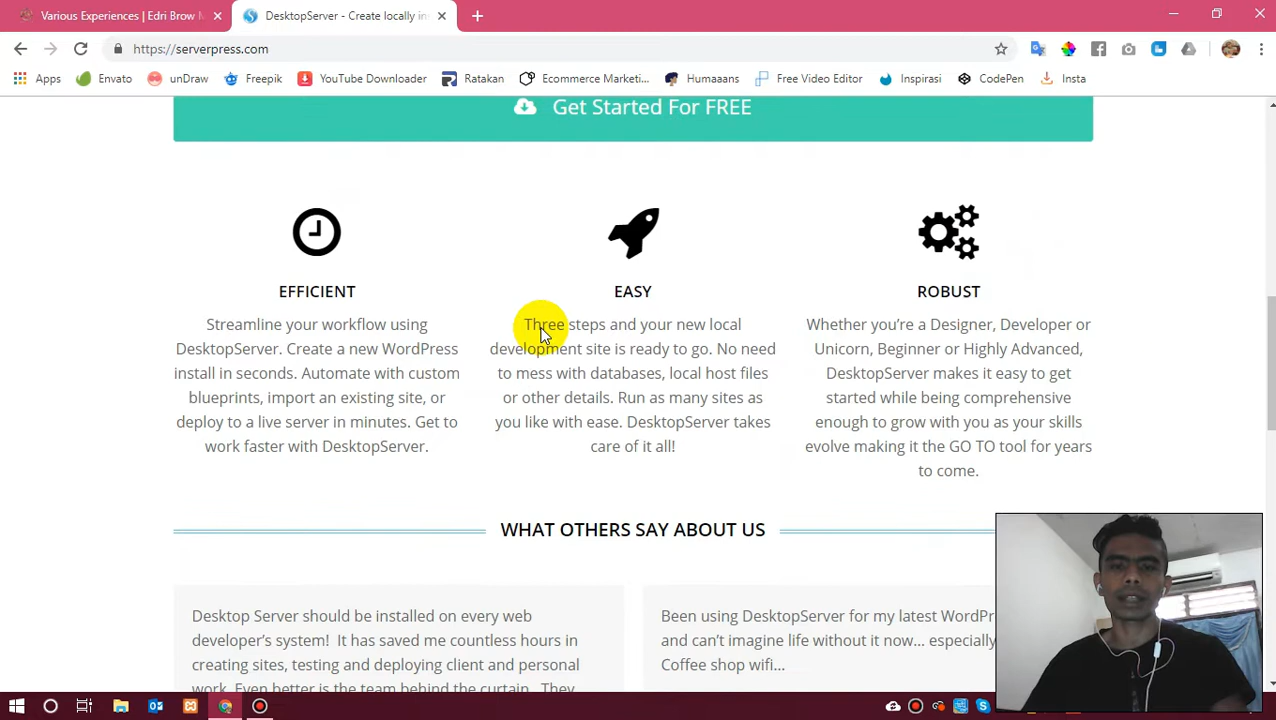 Various Experiences | Edri Brow
DesktopServer - Create locally in
https://serverpress.com
Apps
Envato
unDraw
Freepik
YouTube Downloader
Ratakan
Ecommerce Marketi...
Humaaans
Free Video Editor
Inspirasi
CodePen
Insta
Get Started For FREE
EFFICIENT
Streamline your workflow using
DesktopServer. Create a new WordPress
install in seconds. Automate with custom
blueprints, import an existing site, or
deploy to a live server in minutes. Get to
work faster with DesktopServer.
EASY
Three steps and your new local
development site is ready to go. No need
to mess with databases, local host files
or other details. Run as many sites as
you like with ease. DesktopServer takes
care of it all!
ROBUST
Whether you're a Designer, Developer or
Unicorn, Beginner or Highly Advanced,
DesktopServer makes it easy to get
started while being comprehensive
enough to grow with you as your skills
evolve making it the GO TO tool for years
to come.
WHAT OTHERS SAY ABOUT US
Desktop Server should be installed on every web
developer's system! It has saved me countless hours in
creating sites, testing and deploying client and personal
work. Even better is the team behind the curtain. They
Been using DesktopServer for my latest WordPr
and can't imagine life without it now... especially
Coffee shop wifi...